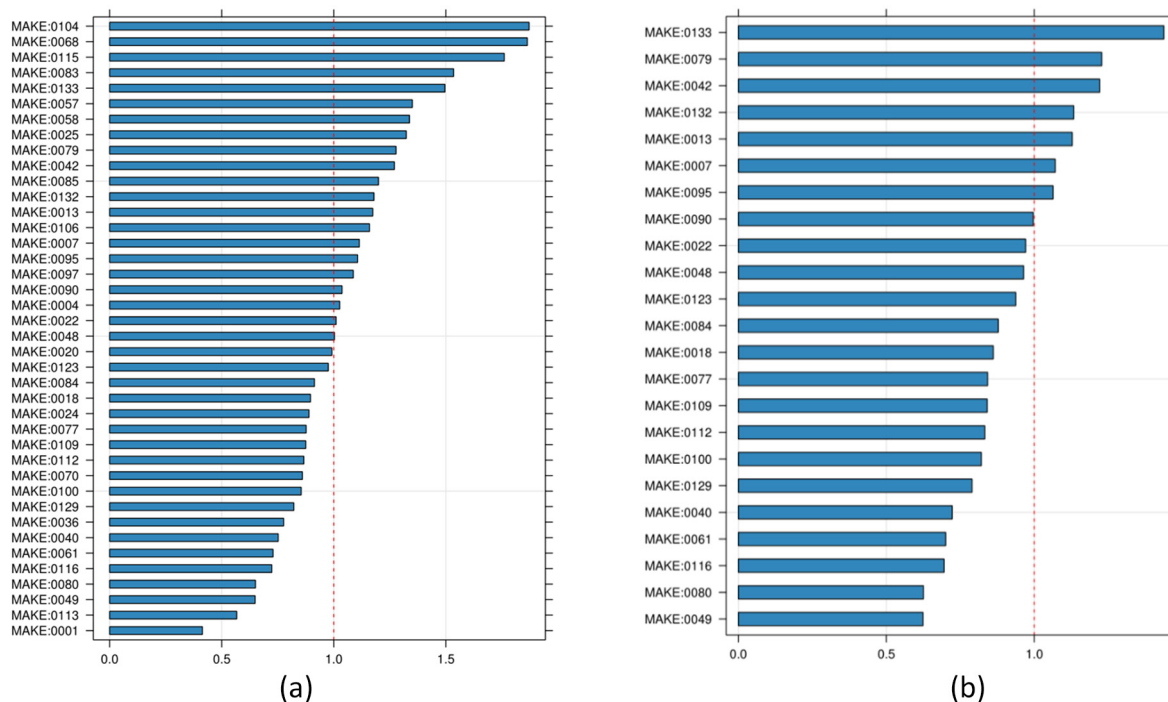 MAKE:0104
MAKE:0068
MAKE:0115
MAKE:0083
MAKE:0133
MAKE:0057
MAKE:0058
MAKE:0025
MAKE:0079
MAKE:0042
MAKE:0085
MAKE:0132
MAKE:0013
MAKE:0106
MAKE:0007
MAKE:0095
MAKE:0097
MAKE:0090
MAKE:0004
MAKE:0022
MAKE:0048
MAKE:0020
MAKE:0123
MAKE:0084
MAKE:0018
MAKE:0024
MAKE:0077
MAKE:0109
MAKE:0112
MAKE:0070
MAKE:0100
MAKE:0129
MAKE:0036
MAKE:0040
MAKE:0061
MAKE:0116
MAKE:0080
MAKE:0049
MAKE:0113
MAKE:0001
0.0 0.5 1.0 1.5
(a)
MAKE:0133
MAKE:0079
MAKE:0042
MAKE:0132
MAKE:0013
MAKE:0007
MAKE:0095
MAKE:0090
MAKE:0022
MAKE:0048
MAKE:0123
MAKE:0084
MAKE:0018
MAKE:0077
MAKE:0109
MAKE:0112
MAKE:0100
MAKE:0129
MAKE:0040
MAKE:0061
MAKE:0116
MAKE:0080
MAKE:0049
0.0 0.5 1.0
(b)